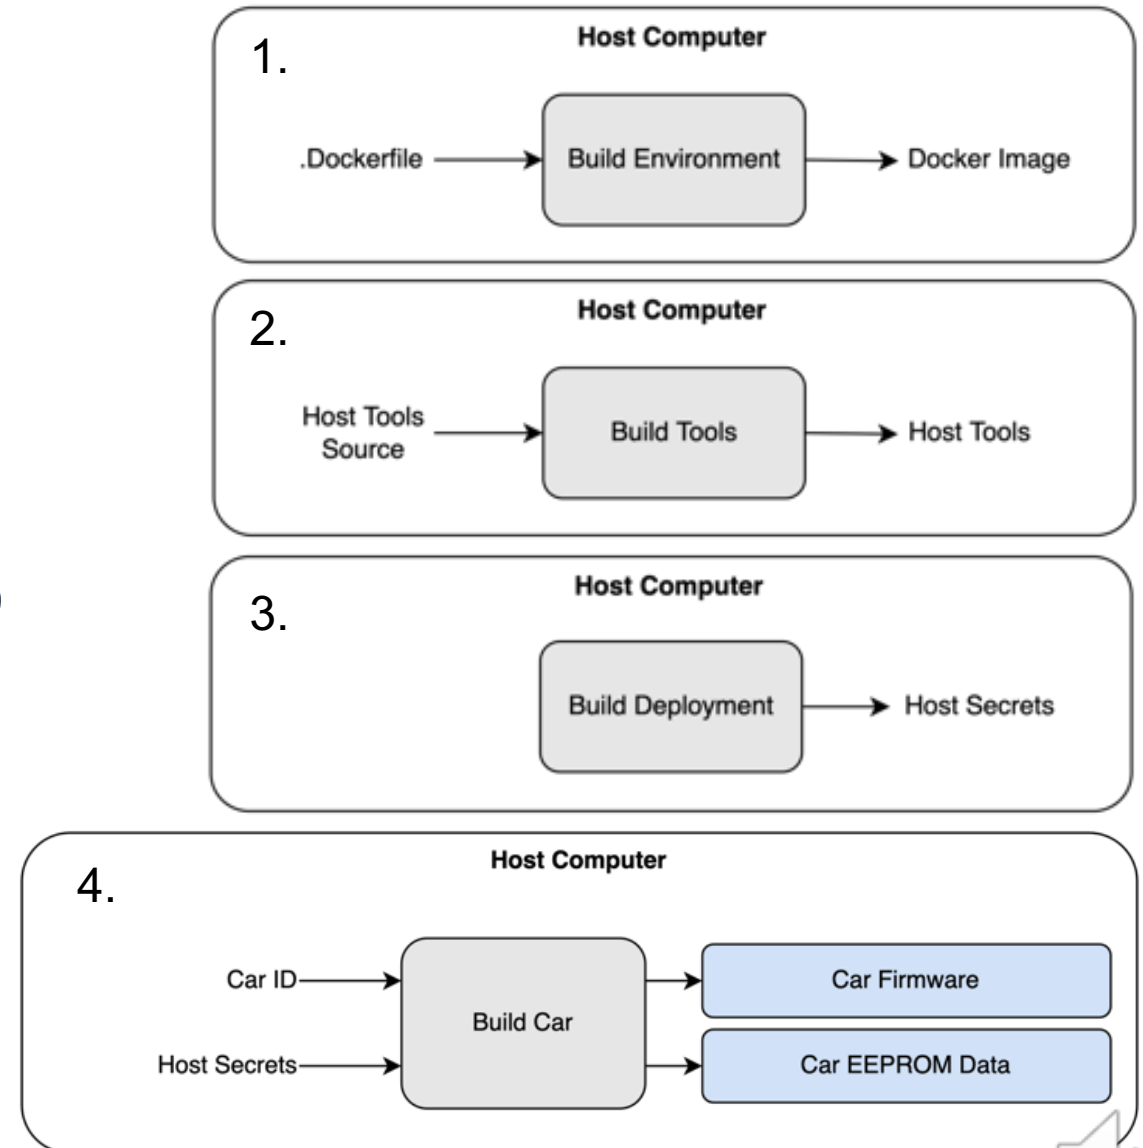 1.
Host Computer
.Dockerfile
Build Environment
Docker Image
2.
Host Computer
Host Tools
Source
Build Tools
Host Tools
3.
Host Computer
Build Deployment
Host Secrets
4.
Host Computer
Car ID
Host Secrets
Build Car
Car Firmware
Car EEPROM Data